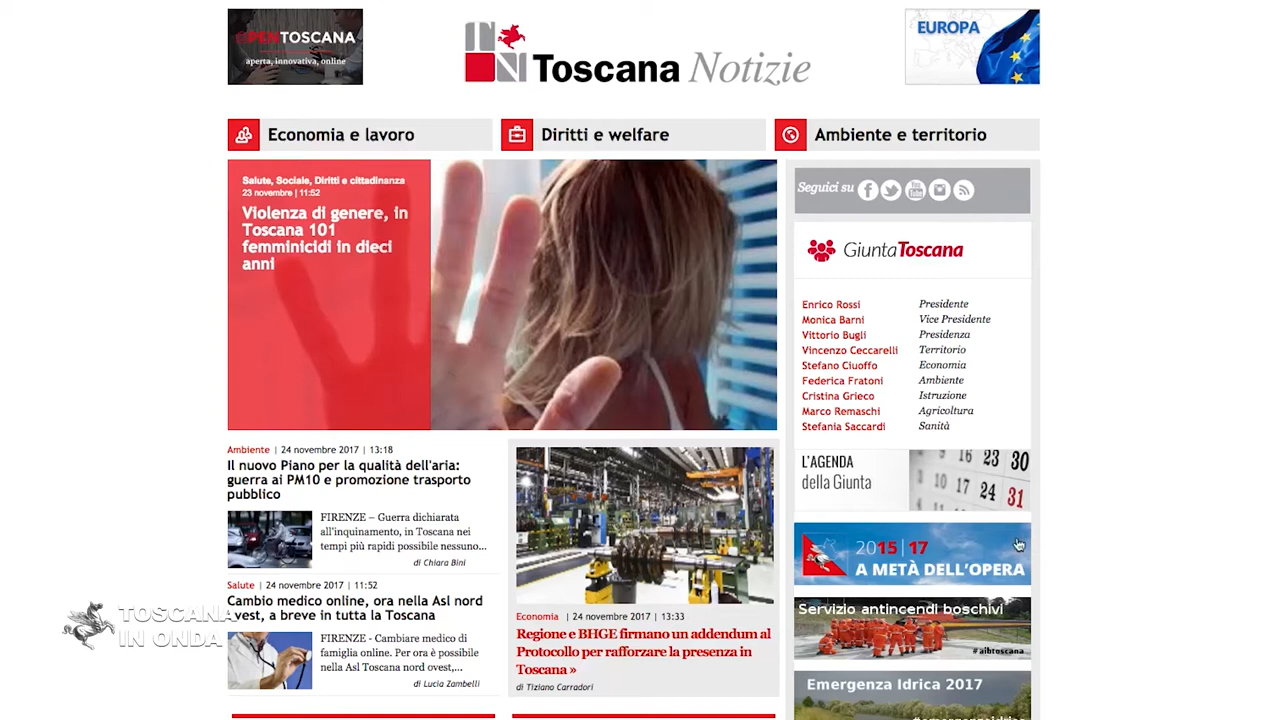 OPENTOSCANA
aperta, innovativa, online
TN
Toscana Notizie
EUROPA
Economia e lavoro
Diritti e welfare
Ambiente e territorio
Salute, Sociale, Diritti e cittadinanza
23 novembre | 11:52
Violenza di genere, in
Toscana 101
femminicidi in dieci
anni
Seguici su
You
Tube
GiuntaToscana
Enrico Rossi Presidente
Monica Barni Vice Presidente
Vittorio Bugli Presidenza
Vincenzo Ceccarelli Territorio
Stefano Ciuoffo Economia
Federica Fratoni Ambiente
Cristina Grieco Istruzione
Marco Remaschi Agricoltura
Stefania Saccardi Sanità
L'AGENDA
della Giunta
9 16 23 30
3 10 17 24 31
2015|17
A METÀ DELL'OPERA
Servizio antincendi boschivi
#aibtoscana
Emergenza Idrica 2017
Ambiente | 24 novembre 2017 | 13:18
Il nuovo Piano per la qualità dell'aria:
guerra ai PM10 e promozione trasporto
pubblico
FIRENZE – Guerra dichiarata
all'inquinamento, in Toscana nei
tempi più rapidi possibile nessuno...
di Chiara Bini
Salute | 24 novembre 2017 | 11:52
Cambio medico online, ora nella Asl nord
ovest, a breve in tutta la Toscana
FIRENZE - Cambiare medico di
famiglia online. Per ora è possibile
nella Asl Toscana nord ovest,...
di Lucia Zambelli
Economia | 24 novembre 2017 | 13:33
Regione e BHGE firmano un addendum al
Protocollo per rafforzare la presenza in
Toscana »
di Tiziano Carradori
TOSCANA
IN ONDA